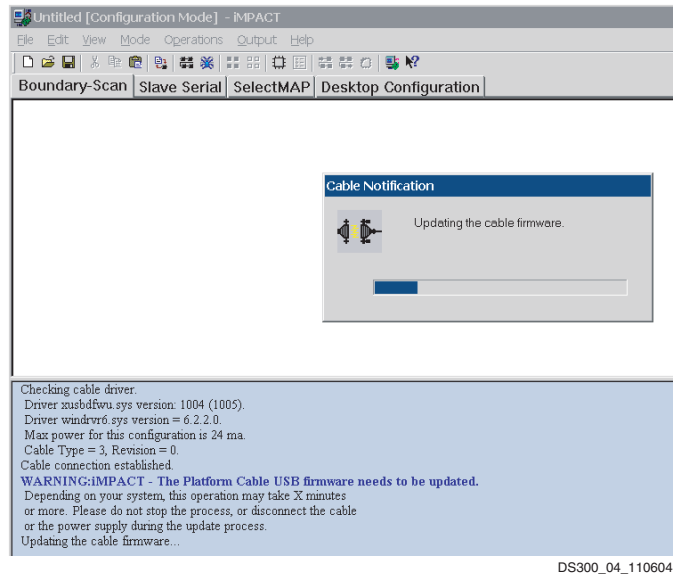 Untitled [Configuration Mode] - iMPACT
File Edit View Mode Operations Output Help
Boundary-Scan Slave Serial SelectMAP Desktop Configuration
Cable Notification
Updating the cable firmware.
Checking cable driver.
Driver xusbdfwu.sys version: 1004 (1005).
Driver windrvr6.sys version = 6.2.2.0.
Max power for this configuration is 24 ma.
Cable Type = 3, Revision = 0.
Cable connection established.
WARNING:iMPACT - The Platform Cable USB firmware needs to be updated.
Depending on your system, this operation may take X minutes
or more. Please do not stop the process, or disconnect the cable
or the power supply during the update process.
Updating the cable firmware...
DS300_04_110604